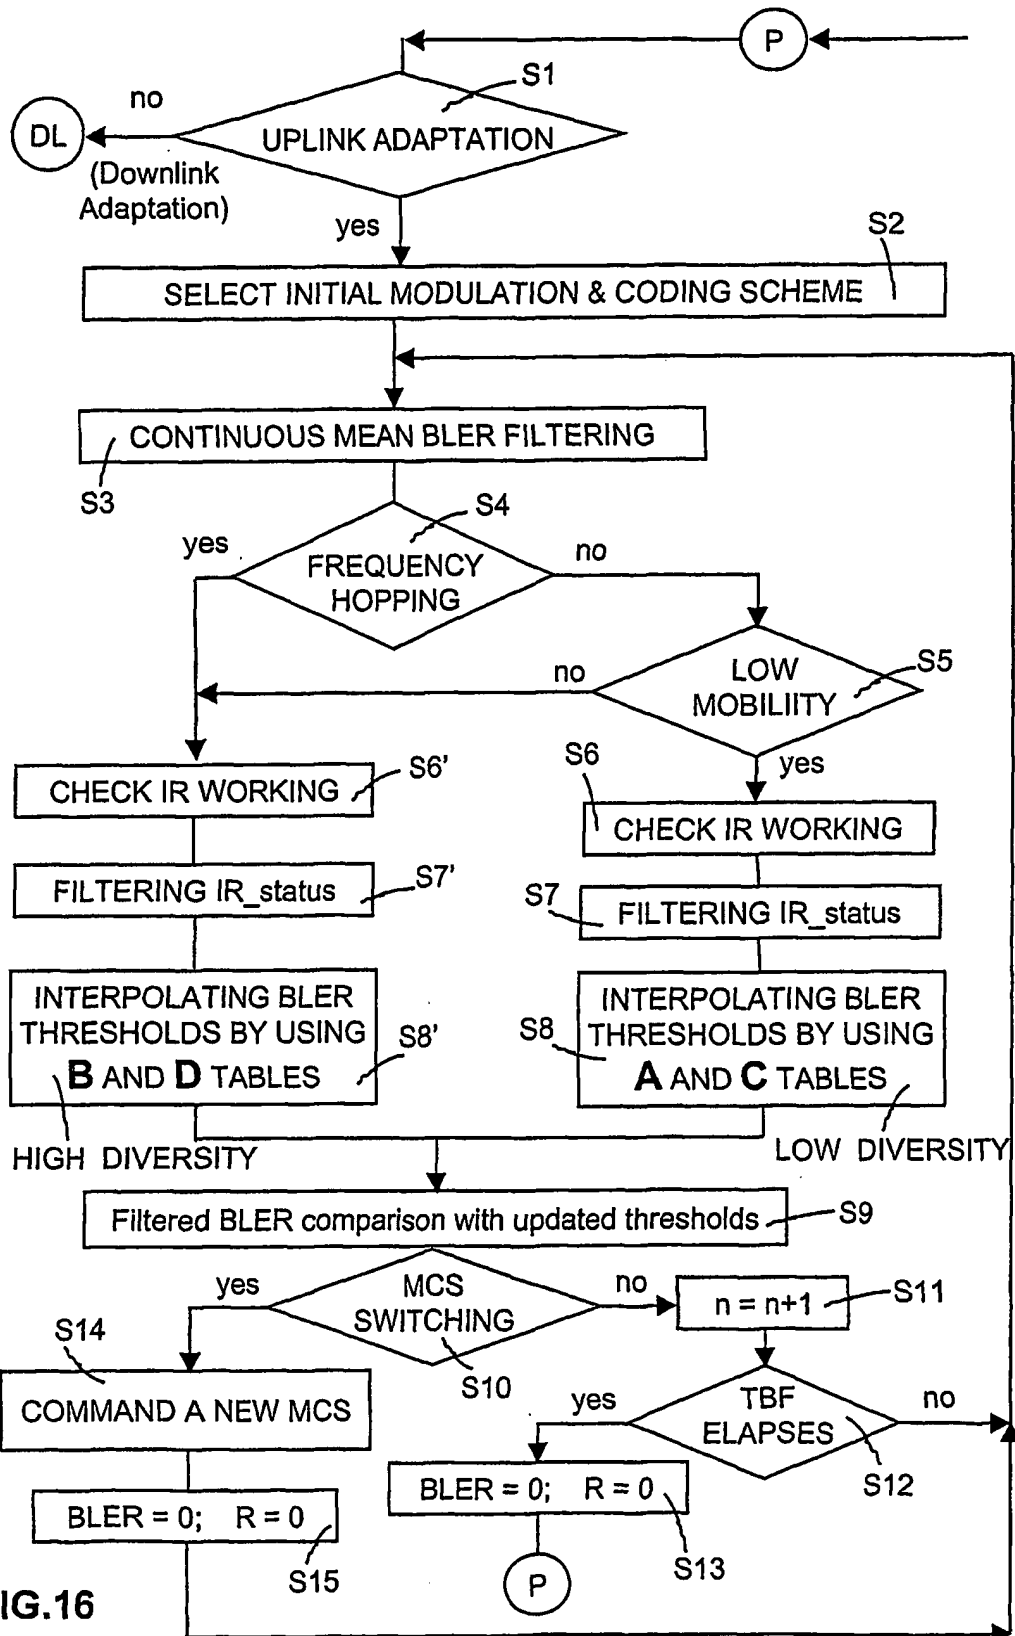 P
S1
no
DL
UPLINK ADAPTATION
(Downlink
Adaptation)
yes
S2
SELECT INITIAL MODULATION & CODING SCHEME
CONTINUOUS MEAN BLER FILTERING
S3
S4
yes
no
FREQUENCY
HOPPING
no
LOW
MOBILIITY
S5
S6'
S6
yes
CHECK IR WORKING
CHECK IR WORKING
FILTERING IR_status
S7'
S7
FILTERING IR_status
INTERPOLATING BLER
THRESHOLDS BY USING
B AND D TABLES
S8'
S8
INTERPOLATING BLER
THRESHOLDS BY USING
A AND C TABLES
HIGH DIVERSITY
LOW DIVERSITY
Filtered BLER comparison with updated thresholds
S9
yes
MCS
SWITCHING
no
n = n+1
S11
S14
S10
COMMAND A NEW MCS
yes
TBF
ELAPSES
no
S12
BLER = 0; R = 0
BLER = 0; R = 0
S15
S13
P
IG.16